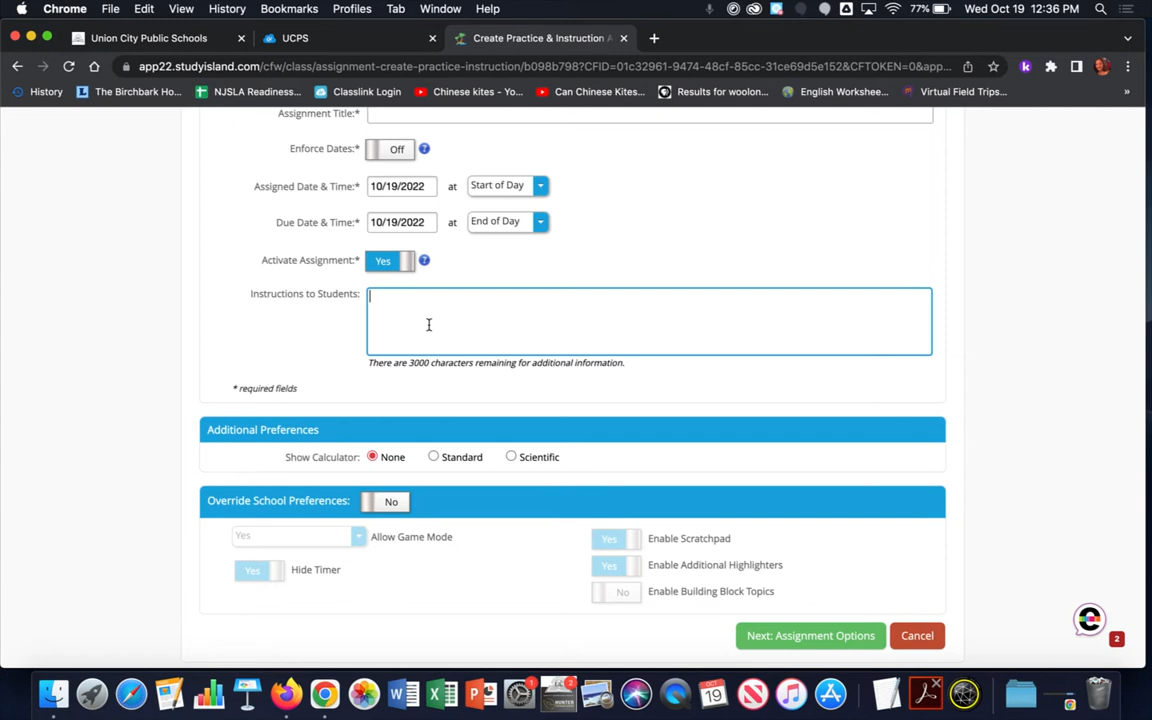 Chrome File Edit View History Bookmarks Profiles Tab Window Help 77% Wed Oct 19 12:36 PM
Union City Public Schools × UCPS × Create Practice & Instruction A × +
app22.studyisland.com/cfw/class/assignment-create-practice-instruction/b098b798?CFID=01c32961-9474-48cf-85cc-31ce69d5e152&CFTOKEN=0&app...
History The Birchbark Ho... NJSLA Readiness... Classlink Login Chinese kites - Yo... Can Chinese Kites... Results for woolon... English Workshee... Virtual Field Trips... »
Assignment Title:*
Enforce Dates:* Off ?
Assigned Date & Time:* 10/19/2022 at Start of Day
Due Date & Time:* 10/19/2022 at End of Day
Activate Assignment:* Yes ?
Instructions to Students:
There are 3000 characters remaining for additional information.
* required fields
Additional Preferences
Show Calculator: None Standard Scientific
Override School Preferences: No
Yes Allow Game Mode Yes Enable Scratchpad
Yes Hide Timer Yes Enable Additional Highlighters
No Enable Building Block Topics
Next: Assignment Options Cancel
2